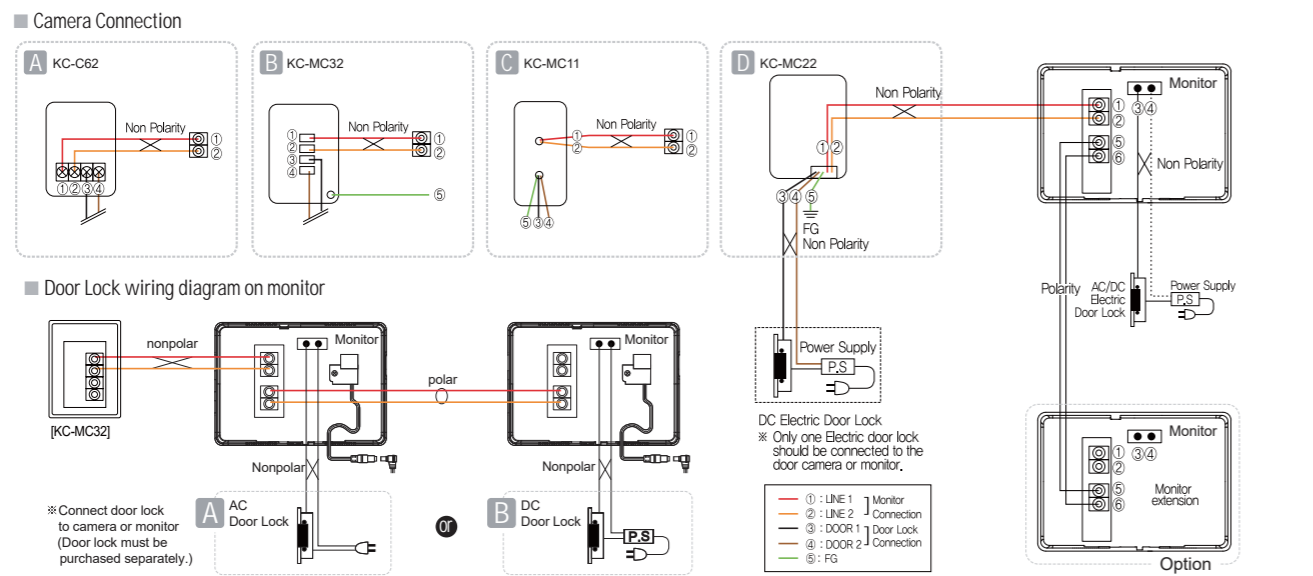 Camera Connection
A KC-C62
Non Polarity
①
②
①②③④
B KC-MC32
①
②
③
④
Non Polarity
①
②
⑤
C KC-MC11
①
②
Non Polarity
①
②
⑤③④
D KC-MC22
Non Polarity
①②
③④ ⑤
FG
Non Polarity
Power Supply
P.S
DC Electric Door Lock
※ Only one Electric door lock
should be connected to the
door camera or monitor.
① : LINE 1
② : LINE 2
Monitor
Connection
③ : DOOR 1
④ : DOOR 2
Door Lock
Connection
⑤ : FG
Monitor
①
②
③④
⑤
⑥
Non Polarity
Polarity
AC/DC
Electric
Door Lock
Power Supply
P.S
Monitor
①
②
③④
⑤
⑥
Monitor
extension
Option
Door Lock wiring diagram on monitor
[KC-MC32]
nonpolar
Monitor
polar
Monitor
Nonpolar
Nonpolar
※Connect door lock
to camera or monitor
(Door lock must be
purchased separately.)
A AC
Door Lock
or
B DC
Door Lock
P.S